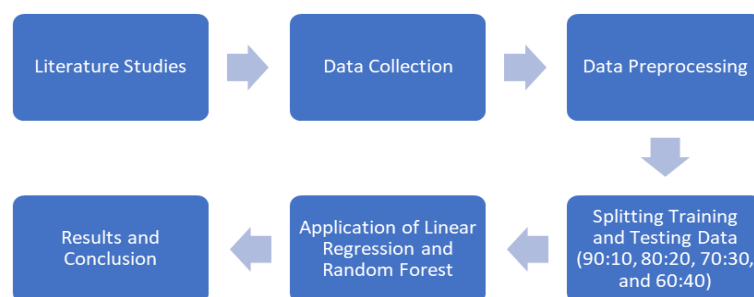 Literature Studies
Data Collection
Data Preprocessing
Splitting Training
and Testing Data
(90:10, 80:20, 70:30,
and 60:40)
Application of Linear
Regression and
Random Forest
Results and
Conclusion